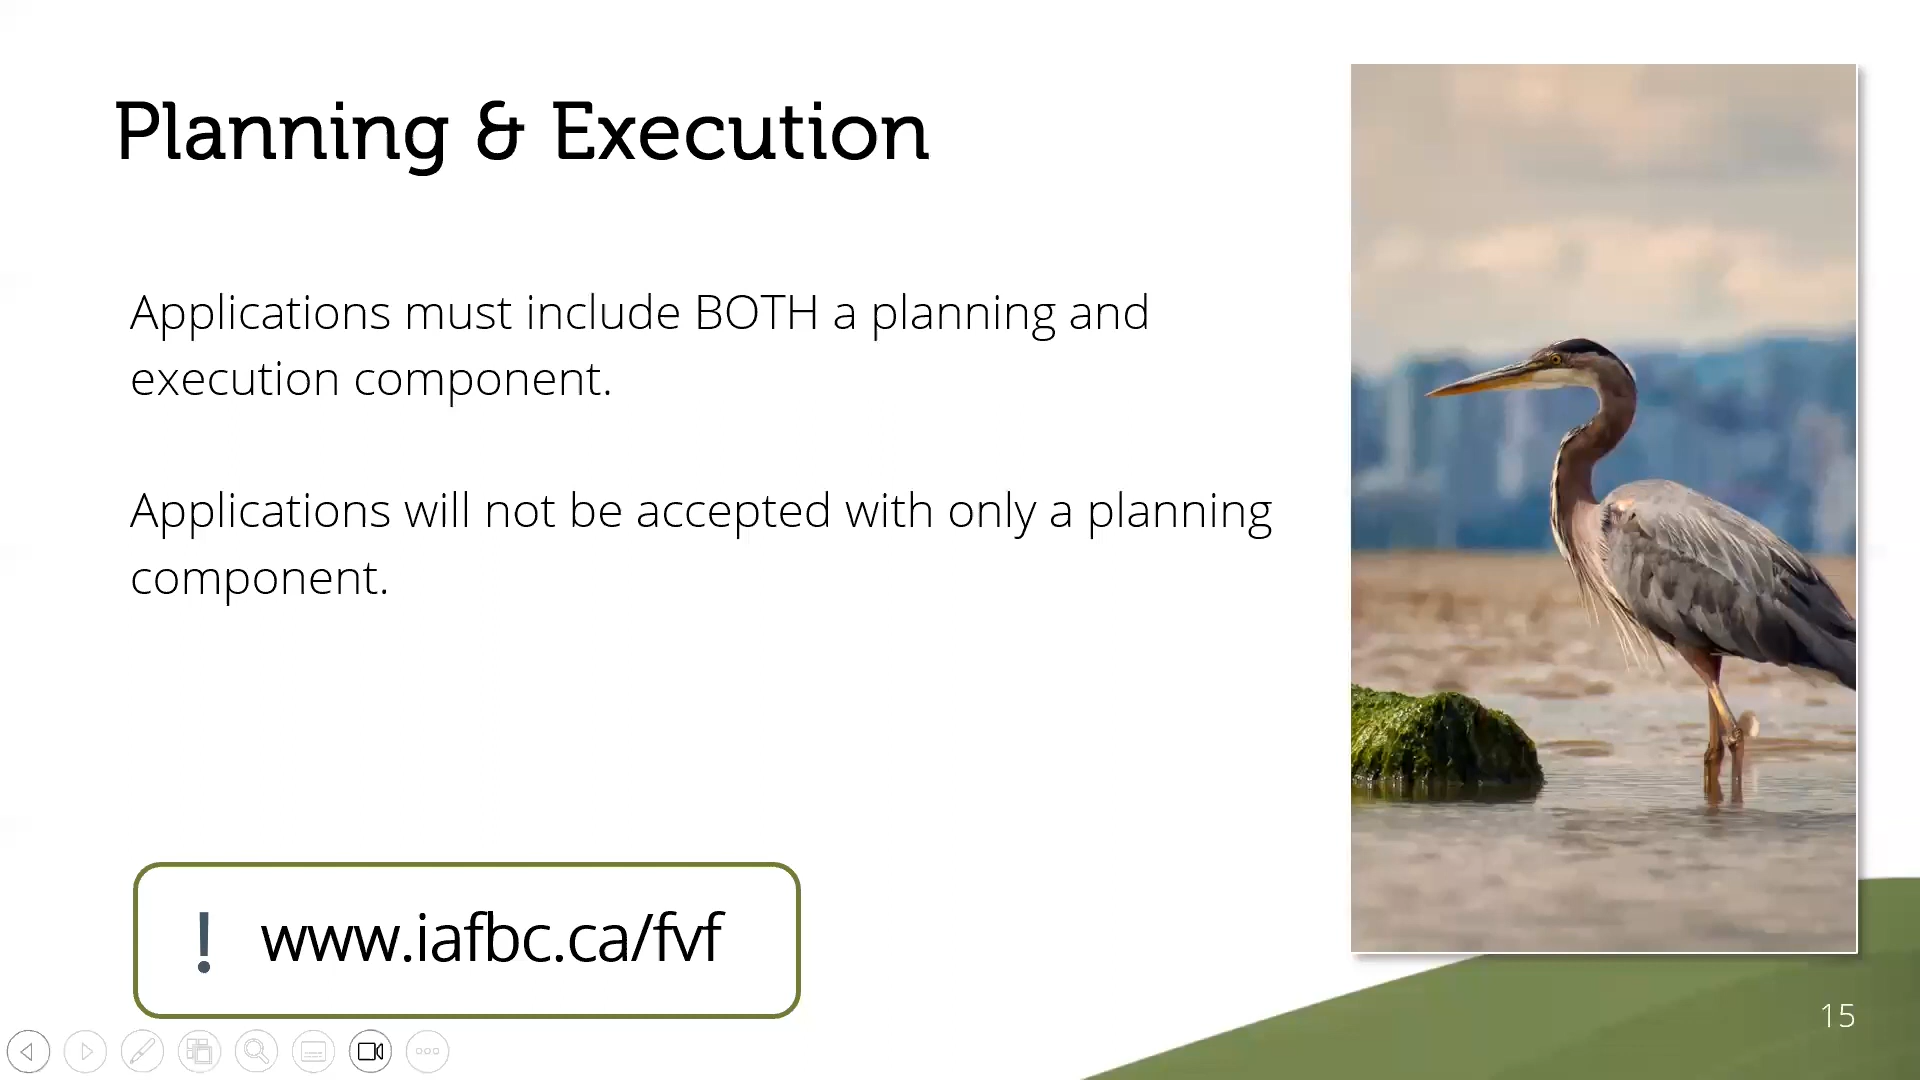 Planning & Execution
Applications must include BOTH a planning and
execution component.
Applications will not be accepted with only a planning
component.
! www.iafbc.ca/fvf
15